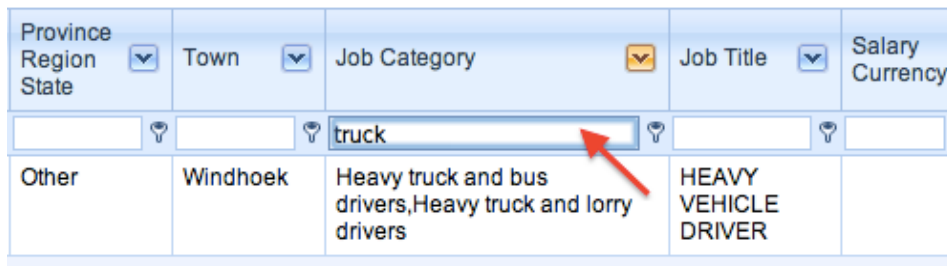 Province
Region
State
Town
Job Category
Job Title
Salary
Currency
truck
Other
Windhoek
Heavy truck and bus
drivers,Heavy truck and lorry
drivers
HEAVY
VEHICLE
DRIVER